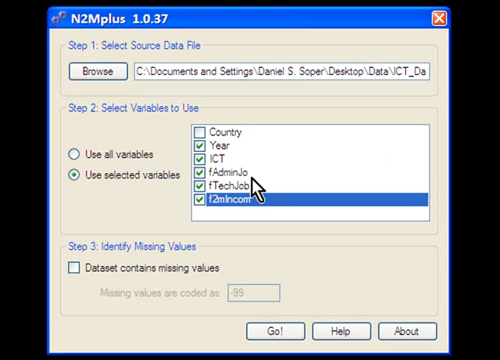 N2Mplus 1.0.37
Step 1: Select Source Data File
Browse
C:\Documents and Settings\Daniel S. Soper\Desktop\Data\ICT_Da
Step 2: Select Variables to Use
Use all variables
Use selected variables
Country
Year
ICT
fAdminJo
fTechJob
f2mIncom
Step 3: Identify Missing Values
Dataset contains missing values
Missing values are coded as: -99
Go! Help About